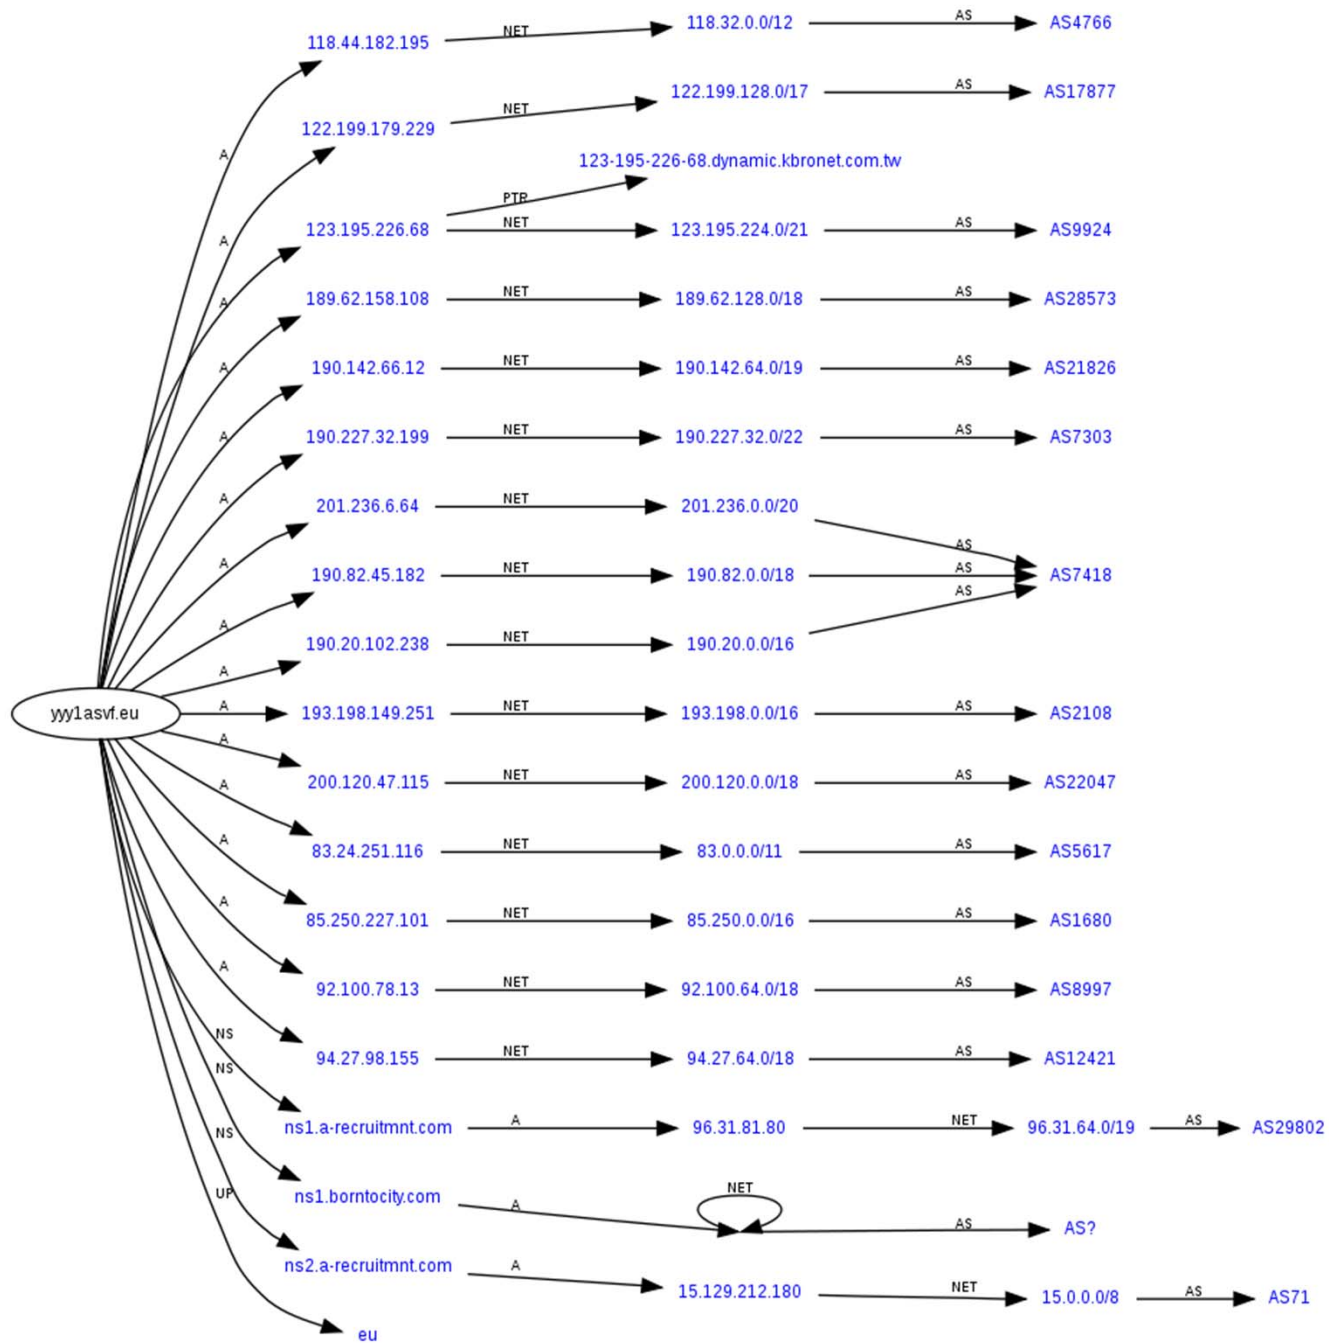 118.44.182.195 NET 118.32.0.0/12 AS AS4766
A 122.199.179.229 NET 122.199.128.0/17 AS AS17877
123-195-226-68.dynamic.kbronet.com.tw
PTR
A 123.195.226.68 NET 123.195.224.0/21 AS AS9924
A 189.62.158.108 NET 189.62.128.0/18 AS AS28573
A 190.142.66.12 NET 190.142.64.0/19 AS AS21826
A 190.227.32.199 NET 190.227.32.0/22 AS AS7303
A 201.236.6.64 NET 201.236.0.0/20 AS
A 190.82.45.182 NET 190.82.0.0/18 AS AS7418
A 190.20.102.238 NET 190.20.0.0/16 AS
A
yyy1asvf.eu A 193.198.149.251 NET 193.198.0.0/16 AS AS2108
A 200.120.47.115 NET 200.120.0.0/18 AS AS22047
A 83.24.251.116 NET 83.0.0.0/11 AS AS5617
A 85.250.227.101 NET 85.250.0.0/16 AS AS1680
A 92.100.78.13 NET 92.100.64.0/18 AS AS8997
A 94.27.98.155 NET 94.27.64.0/18 AS AS12421
NS ns1.a-recruitmnt.com A 96.31.81.80 NET 96.31.64.0/19 AS AS29802
NS ns1.borntocity.com A NET AS AS?
NS ns2.a-recruitmnt.com A 15.129.212.180 NET 15.0.0.0/8 AS AS71
UP eu